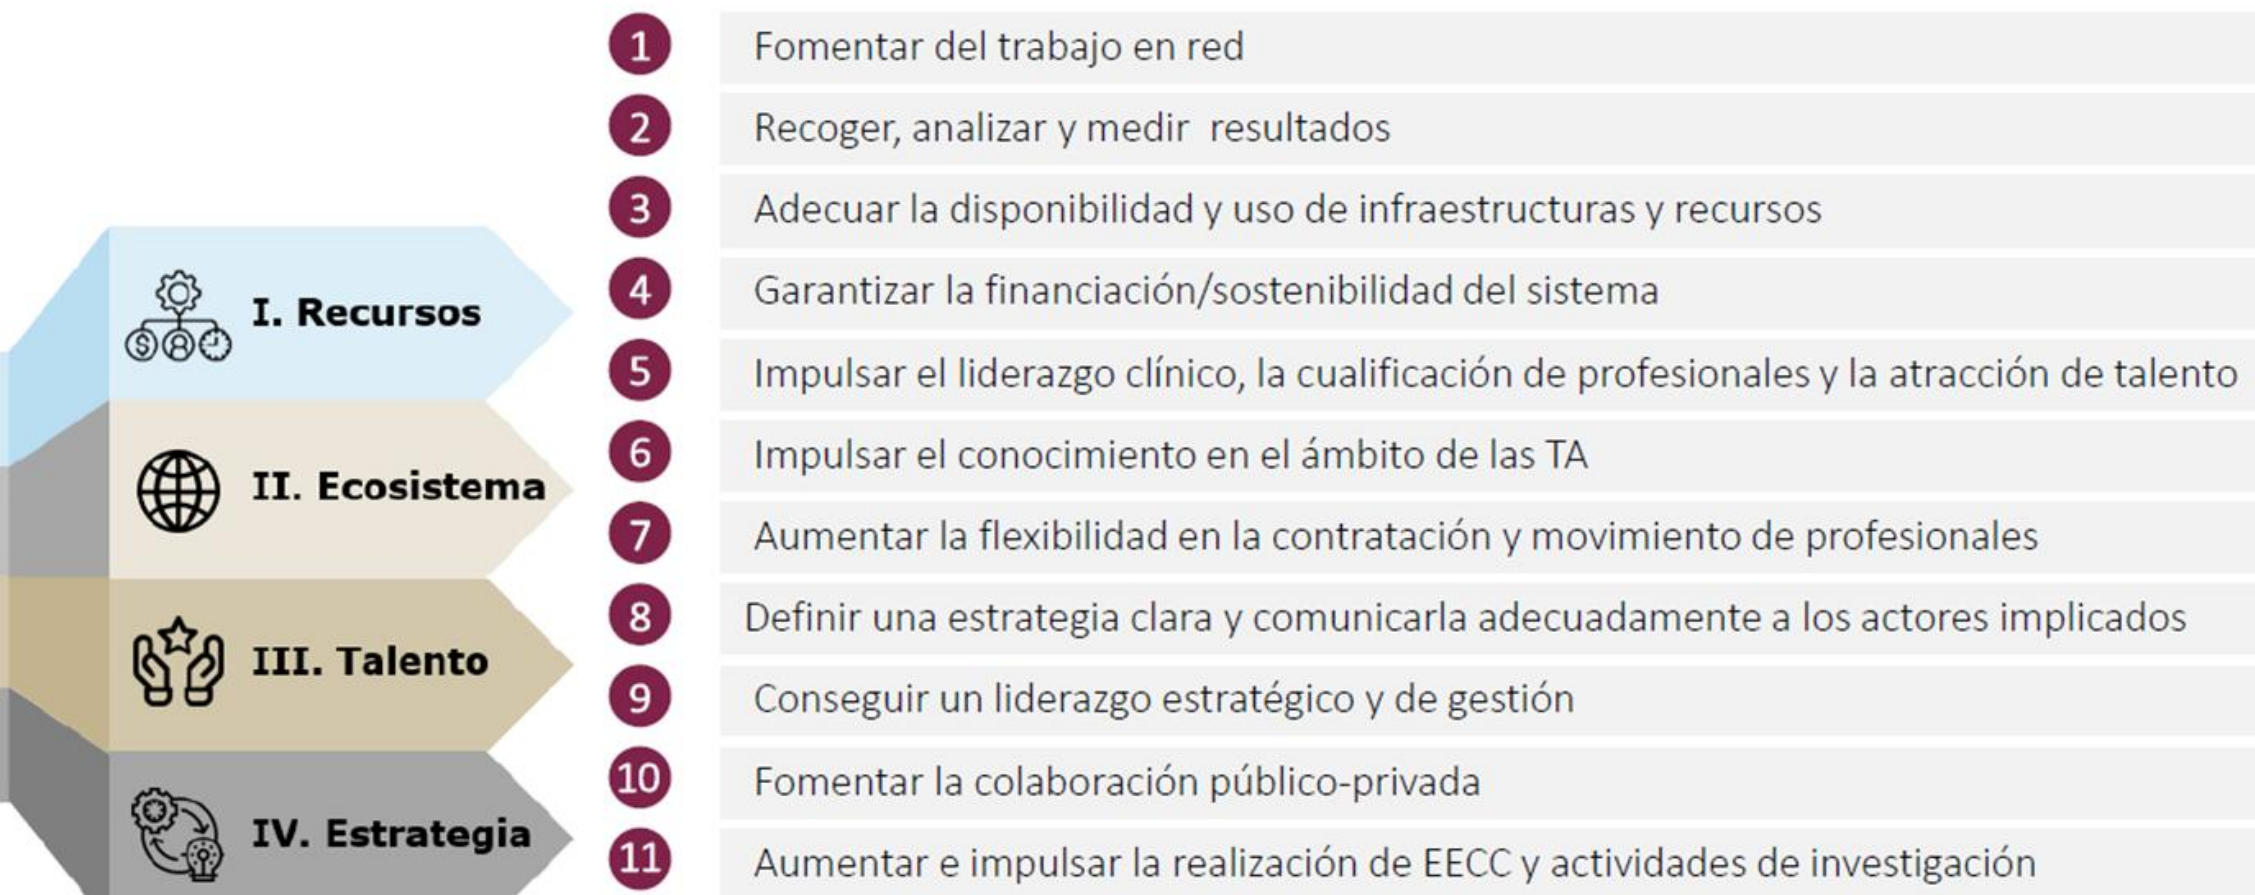 I. Recursos
II. Ecosistema
III. Talento
IV. Estrategia
1 Fomentar del trabajo en red
2 Recoger, analizar y medir resultados
3 Adecuar la disponibilidad y uso de infraestructuras y recursos
4 Garantizar la financiación/sostenibilidad del sistema
5 Impulsar el liderazgo clínico, la cualificación de profesionales y la atracción de talento
6 Impulsar el conocimiento en el ámbito de las TA
7 Aumentar la flexibilidad en la contratación y movimiento de profesionales
8 Definir una estrategia clara y comunicarla adecuadamente a los actores implicados
9 Conseguir un liderazgo estratégico y de gestión
10 Fomentar la colaboración público-privada
11 Aumentar e impulsar la realización de EECC y actividades de investigación